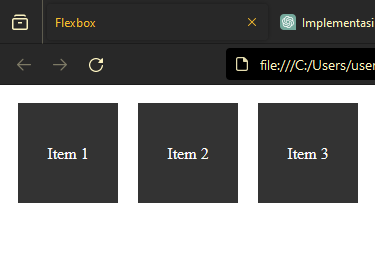 Flexbox
Implementasi
file:///C:/Users/user
Item 1
Item 2
Item 3